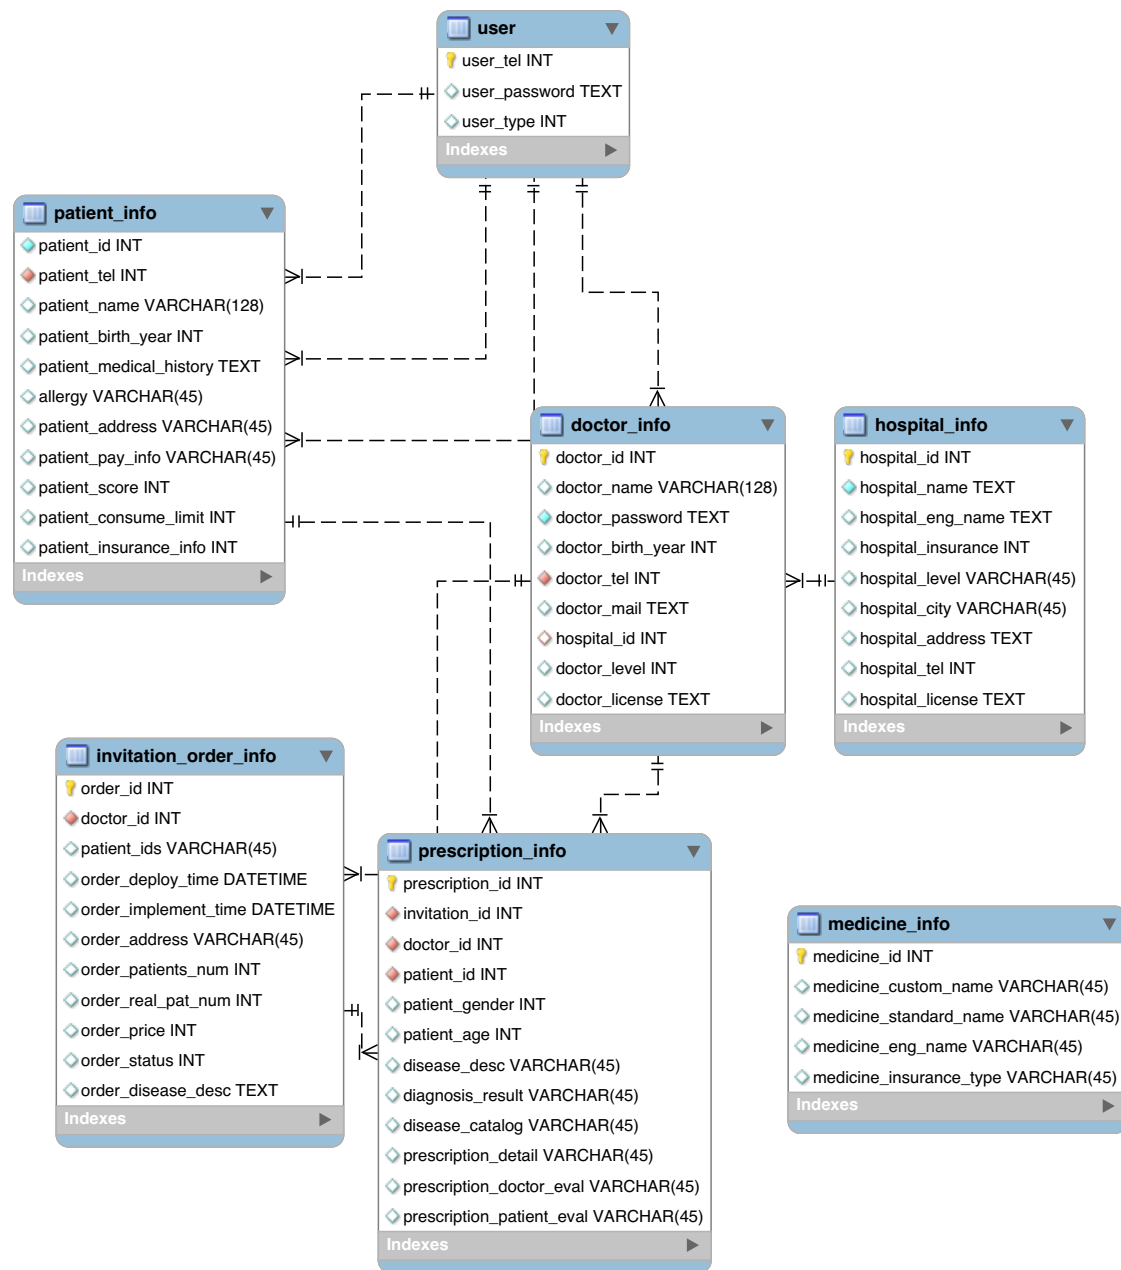 user
user_tel INT
user_password TEXT
user_type INT
Indexes
patient_info
patient_id INT
patient_tel INT
patient_name VARCHAR(128)
patient_birth_year INT
patient_medical_history TEXT
allergy VARCHAR(45)
patient_address VARCHAR(45)
patient_pay_info VARCHAR(45)
patient_score INT
patient_consume_limit INT
patient_insurance_info INT
Indexes
doctor_info
doctor_id INT
doctor_name VARCHAR(128)
doctor_password TEXT
doctor_birth_year INT
doctor_tel INT
doctor_mail TEXT
hospital_id INT
doctor_level INT
doctor_license TEXT
Indexes
hospital_info
hospital_id INT
hospital_name TEXT
hospital_eng_name TEXT
hospital_insurance INT
hospital_level VARCHAR(45)
hospital_city VARCHAR(45)
hospital_address TEXT
hospital_tel INT
hospital_license TEXT
Indexes
invitation_order_info
order_id INT
doctor_id INT
patient_ids VARCHAR(45)
order_deploy_time DATETIME
order_implement_time DATETIME
order_address VARCHAR(45)
order_patients_num INT
order_real_pat_num INT
order_price INT
order_status INT
order_disease_desc TEXT
Indexes
prescription_info
prescription_id INT
invitation_id INT
doctor_id INT
patient_id INT
patient_gender INT
patient_age INT
disease_desc VARCHAR(45)
diagnosis_result VARCHAR(45)
disease_catalog VARCHAR(45)
prescription_detail VARCHAR(45)
prescription_doctor_eval VARCHAR(45)
prescription_patient_eval VARCHAR(45)
Indexes
medicine_info
medicine_id INT
medicine_custom_name VARCHAR(45)
medicine_standard_name VARCHAR(45)
medicine_eng_name VARCHAR(45)
medicine_insurance_type VARCHAR(45)
Indexes